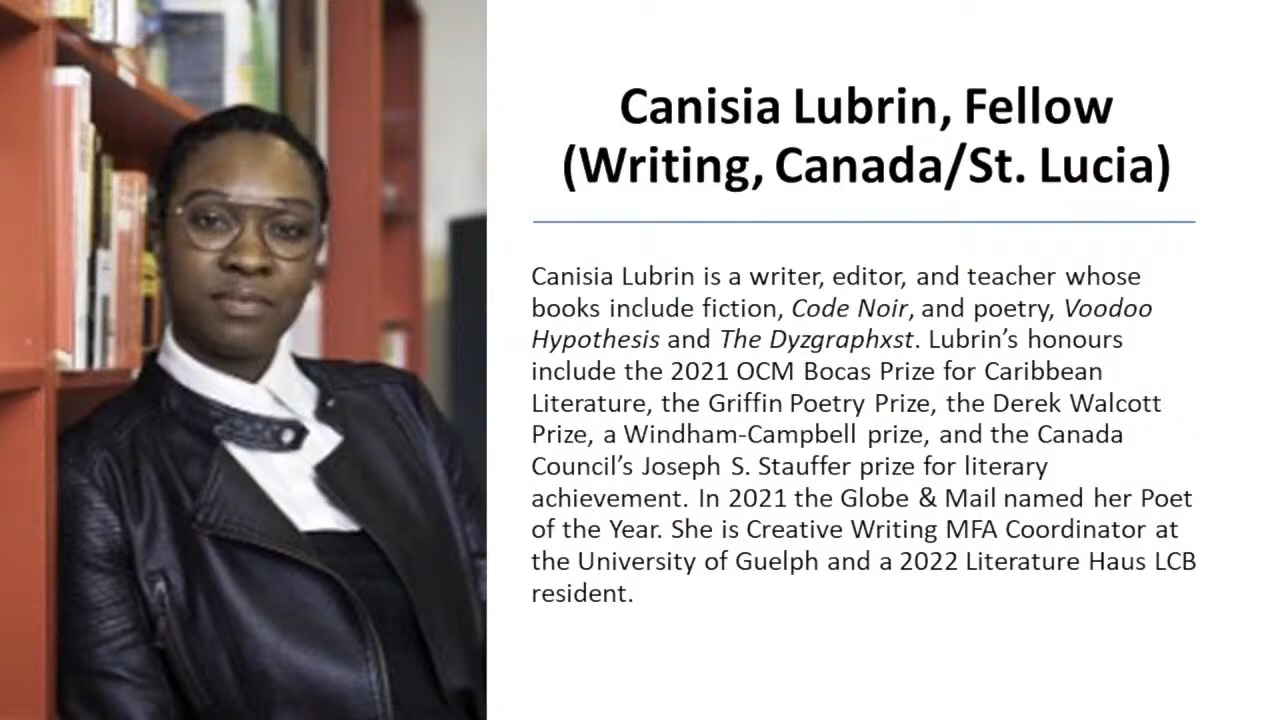 Canisia Lubrin, Fellow
(Writing, Canada/St. Lucia)
Canisia Lubrin is a writer, editor, and teacher whose
books include fiction, Code Noir, and poetry, Voodoo
Hypothesis and The Dyzgraphxst. Lubrin’s honours
include the 2021 OCM Bocas Prize for Caribbean
Literature, the Griffin Poetry Prize, the Derek Walcott
Prize, a Windham-Campbell prize, and the Canada
Council’s Joseph S. Stauffer prize for literary
achievement. In 2021 the Globe & Mail named her Poet
of the Year. She is Creative Writing MFA Coordinator at
the University of Guelph and a 2022 Literature Haus LCB
resident.